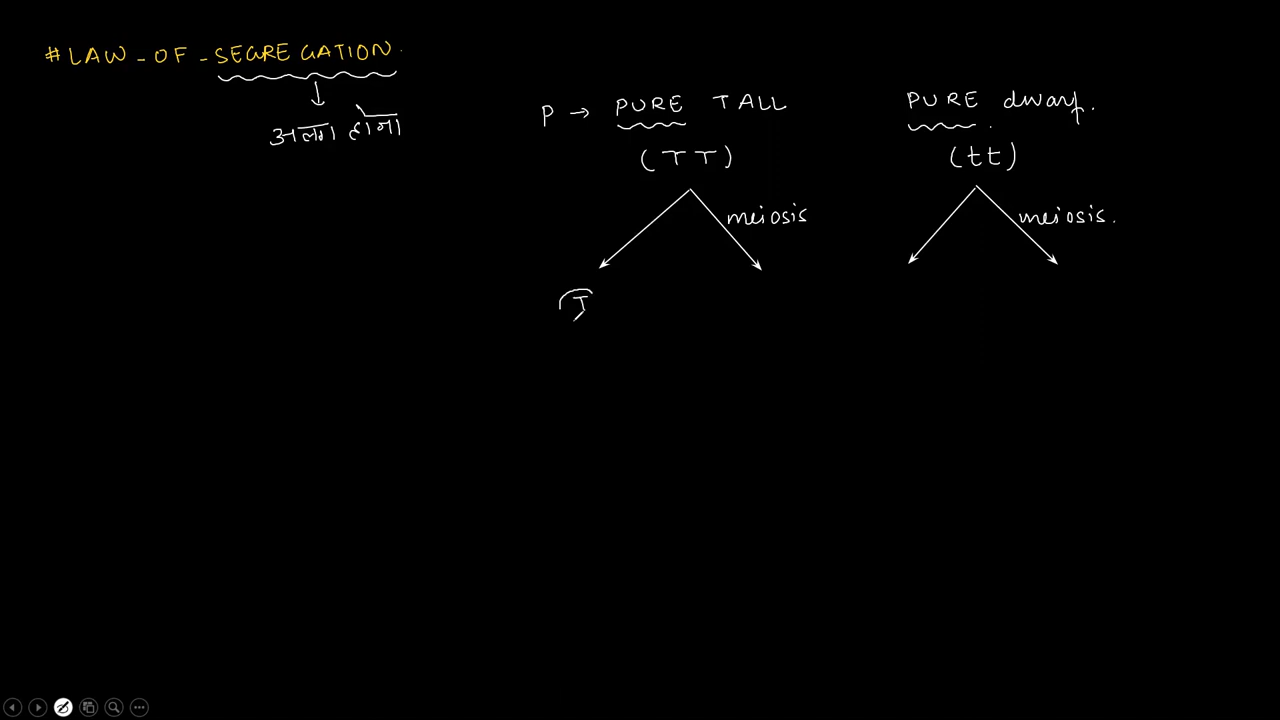 #LAW-OF-SEGREGATION.
अलग होना
P → PURE TALL
(TT)
meiosis
T
PURE dwarf.
(tt)
meiosis.